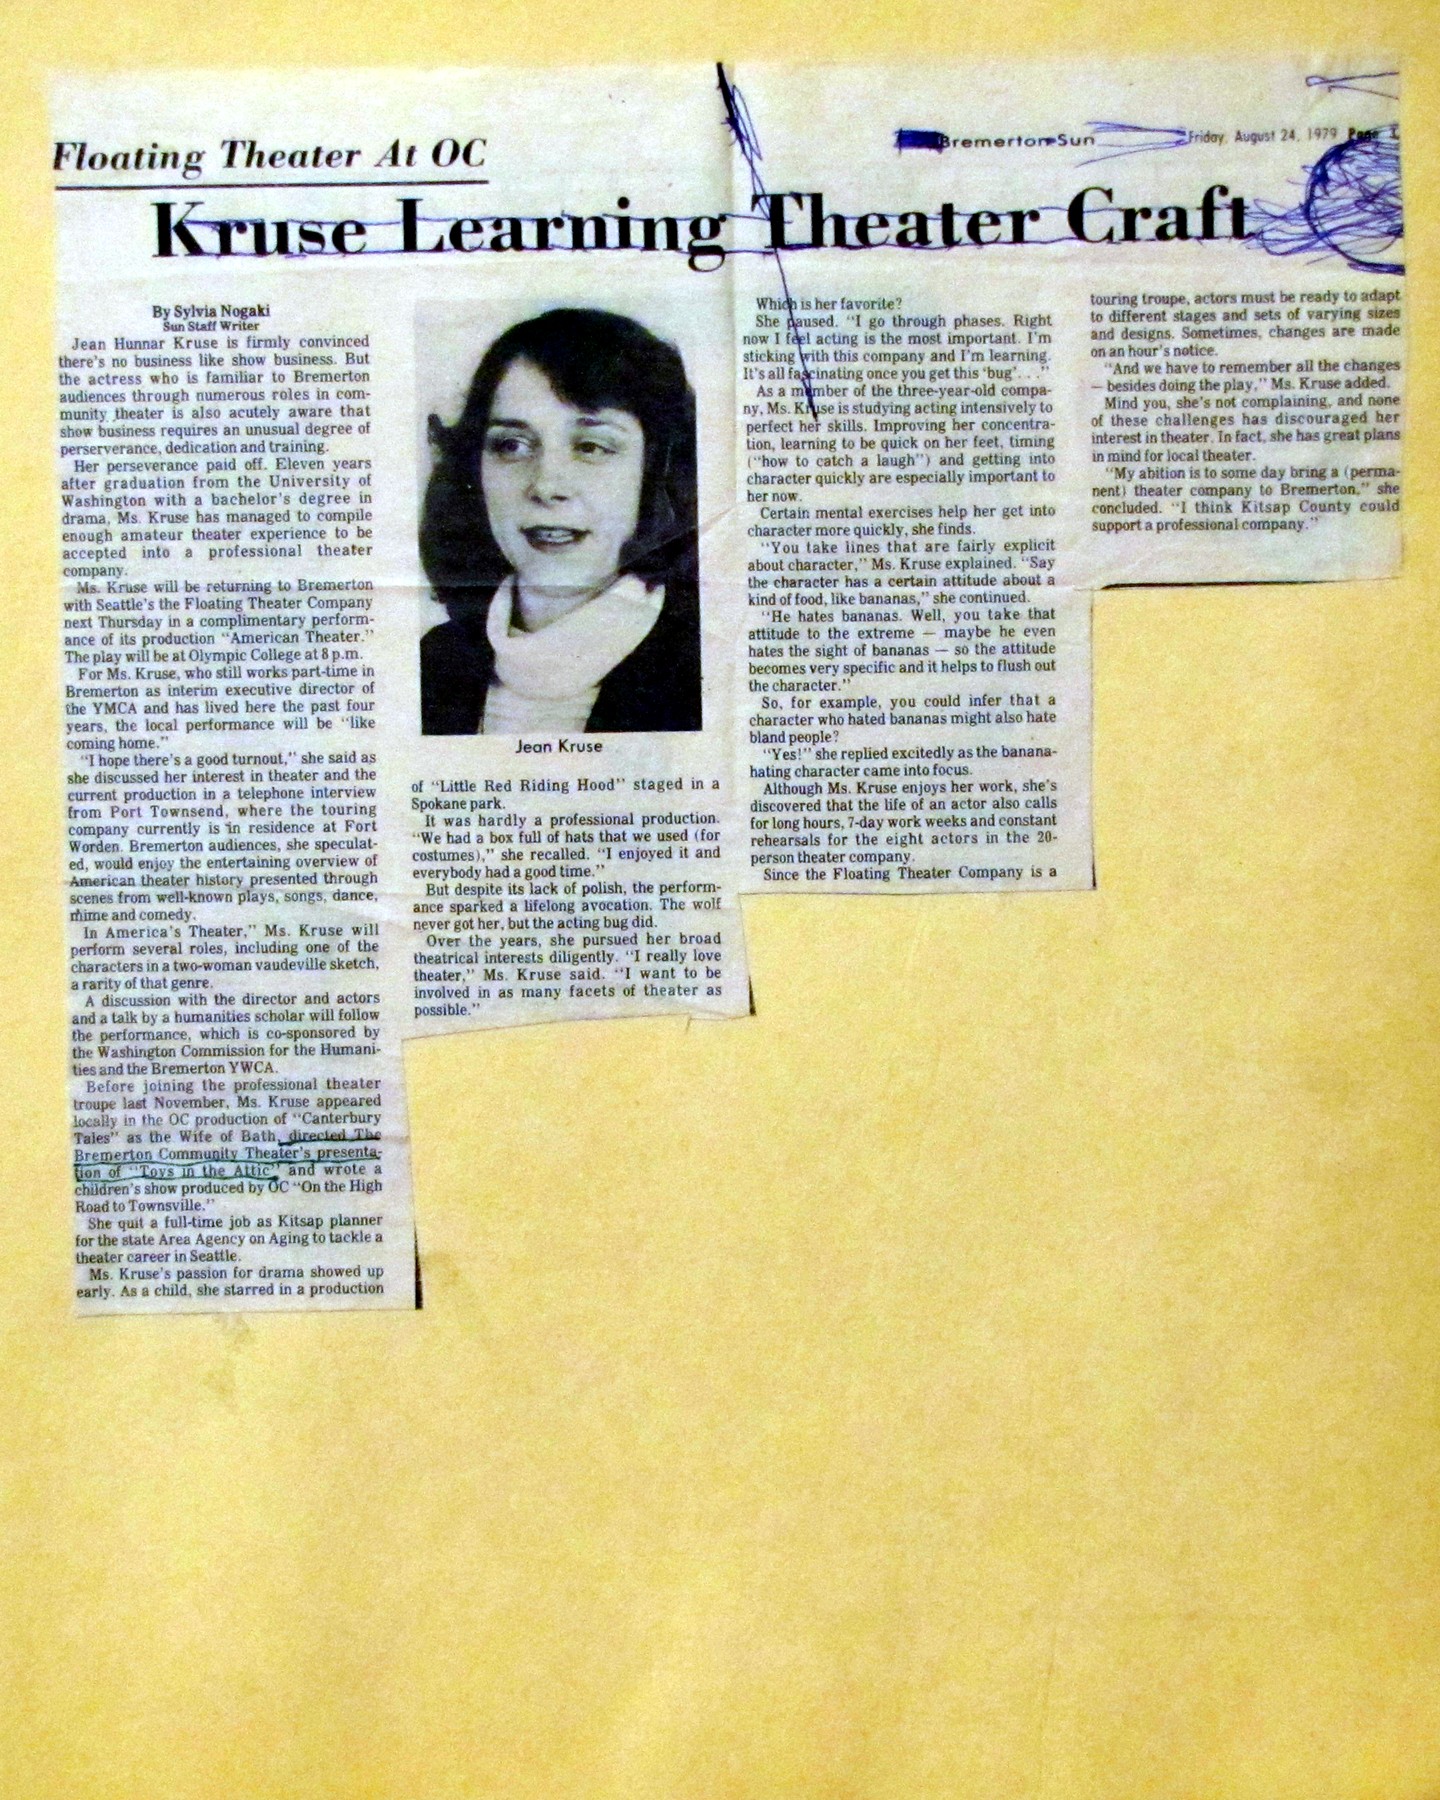 Floating Theater At OC
Bremerton Sun Friday, August 24, 1979 Page
Kruse Learning Theater Craft
By Sylvia Nogaki
Sun Staff Writer
Jean Hunnar Kruse is firmly convinced
there's no business like show business. But
the actress who is familiar to Bremerton
audiences through numerous roles in com-
munity theater is also acutely aware that
show business requires an unusual degree of
perserverance, dedication and training.
Her perseverance paid off. Eleven years
after graduation from the University of
Washington with a bachelor's degree in
drama, Ms. Kruse has managed to compile
enough amateur theater experience to be
accepted into a professional theater
company.
Ms. Kruse will be returning to Bremerton
with Seattle's the Floating Theater Company
next Thursday in a complimentary perform-
ance of its production "American Theater."
The play will be at Olympic College at 8 p.m.
For Ms. Kruse, who still works part-time in
Bremerton as interim executive director of
the YMCA and has lived here the past four
years, the local performance will be "like
coming home."
"I hope there's a good turnout," she said as
she discussed her interest in theater and the
current production in a telephone interview
from Port Townsend, where the touring
company currently is in residence at Fort
Worden. Bremerton audiences, she speculat-
ed, would enjoy the entertaining overview of
American theater history presented through
scenes from well-known plays, songs, dance,
mime and comedy.
In America's Theater," Ms. Kruse will
perform several roles, including one of the
characters in a two-woman vaudeville sketch,
a rarity of that genre.
A discussion with the director and actors
and a talk by a humanities scholar will follow
the performance, which is co-sponsored by
the Washington Commission for the Humani-
ties and the Bremerton YWCA.
Before joining the professional theater
troupe last November, Ms. Kruse appeared
locally in the OC production of "Canterbury
Tales" as the Wife of Bath, directed The
Bremerton Community Theater's presenta-
tion of "Toys in the Attic" and wrote a
children's show produced by OC "On the High
Road to Townsville."
She quit a full-time job as Kitsap planner
for the state Area Agency on Aging to tackle a
theater career in Seattle.
Ms. Kruse's passion for drama showed up
early. As a child, she starred in a production
Jean Kruse
of "Little Red Riding Hood" staged in a
Spokane park.
It was hardly a professional production.
"We had a box full of hats that we used (for
costumes)," she recalled. "I enjoyed it and
everybody had a good time."
But despite its lack of polish, the perform-
ance sparked a lifelong avocation. The wolf
never got her, but the acting bug did.
Over the years, she pursued her broad
theatrical interests diligently. "I really love
theater," Ms. Kruse said. "I want to be
involved in as many facets of theater as
possible."
Which is her favorite?
She paused. "I go through phases. Right
now I feel acting is the most important. I'm
sticking with this company and I'm learning.
It's all fascinating once you get this 'bug'. . ."
As a member of the three-year-old compa-
ny, Ms. Kruse is studying acting intensively to
perfect her skills. Improving her concentra-
tion, learning to be quick on her feet, timing
("how to catch a laugh") and getting into
character quickly are especially important to
her now.
Certain mental exercises help her get into
character more quickly, she finds.
"You take lines that are fairly explicit
about character," Ms. Kruse explained. "Say
the character has a certain attitude about a
kind of food, like bananas," she continued.
"He hates bananas. Well, you take that
attitude to the extreme — maybe he even
hates the sight of bananas — so the attitude
becomes very specific and it helps to flush out
the character."
So, for example, you could infer that a
character who hated bananas might also hate
bland people?
"Yes!" she replied excitedly as the banana-
hating character came into focus.
Although Ms. Kruse enjoys her work, she's
discovered that the life of an actor also calls
for long hours, 7-day work weeks and constant
rehearsals for the eight actors in the 20-
person theater company.
Since the Floating Theater Company is a
touring troupe, actors must be ready to adapt
to different stages and sets of varying sizes
and designs. Sometimes, changes are made
on an hour's notice.
"And we have to remember all the changes
— besides doing the play," Ms. Kruse added.
Mind you, she's not complaining, and none
of these challenges has discouraged her
interest in theater. In fact, she has great plans
in mind for local theater.
"My abition is to some day bring a (perma-
nent) theater company to Bremerton," she
concluded. "I think Kitsap County could
support a professional company."